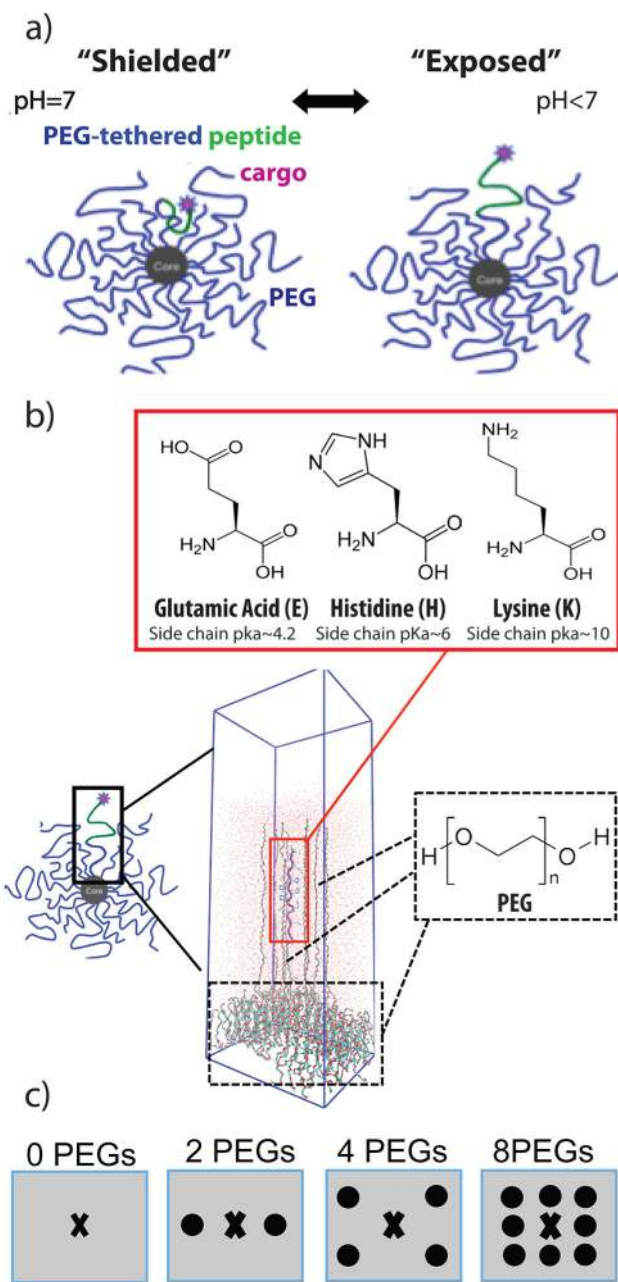 a)
"Shielded" "Exposed"
pH=7 pH<7
PEG-tethered peptide
cargo
Core Core
PEG
b)
HO O
NH
N
NH2
H2N O
OH
H2N O
OH
H2N O
OH
Glutamic Acid (E) Histidine (H) Lysine (K)
Side chain pka~4.2 Side chain pKa~6 Side chain pka~10
Core
H O O H
n
PEG
c)
0 PEGs 2 PEGs 4 PEGs 8PEGs
X X X X